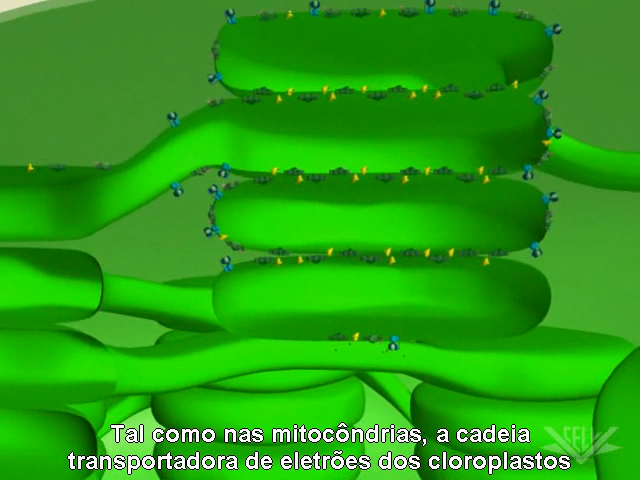 Tal como nas mitocôndrias, a cadeia
transportadora de eletrões dos cloroplastos